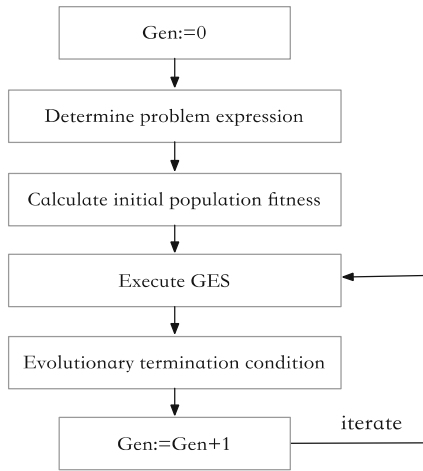 Gen:=0
Determine problem expression
Calculate initial population fitness
Execute GES
Evolutionary termination condition
iterate
Gen:=Gen+1